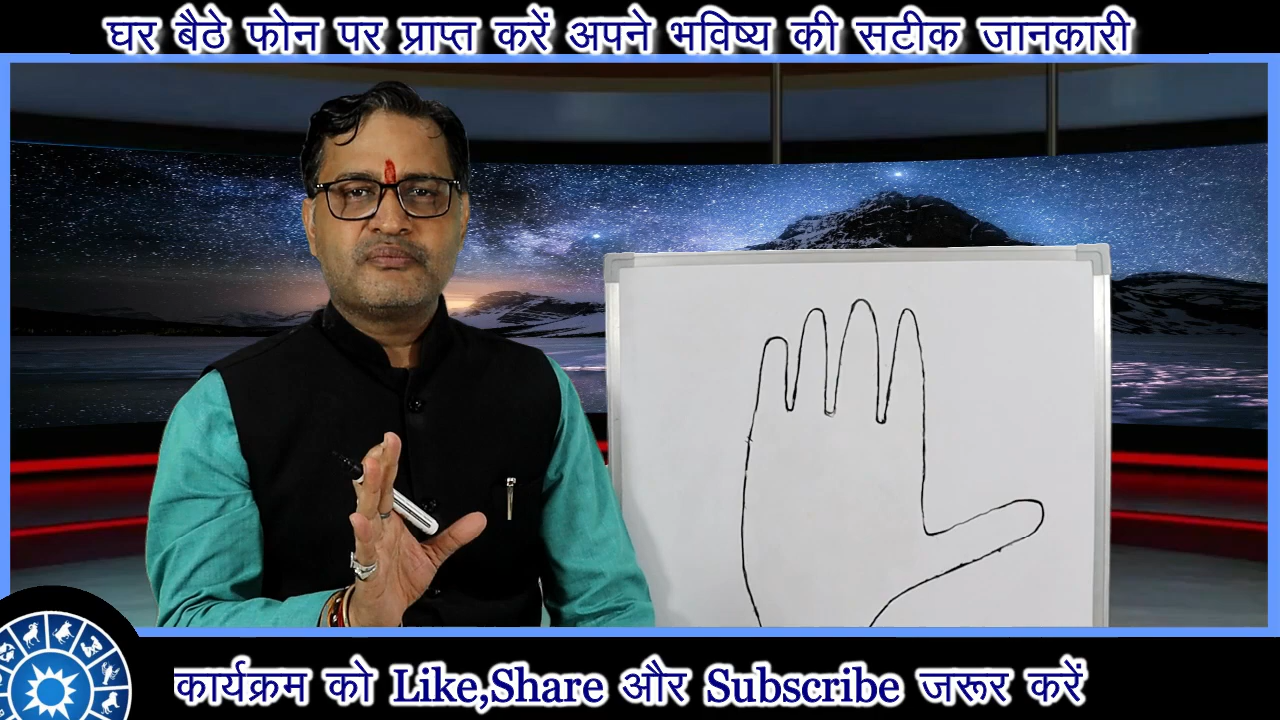 घर बैठे फोन पर प्राप्त करें अपने भविष्य की सटीक जानकारी
कार्यक्रम को Like,Share और Subscribe जरूर करें